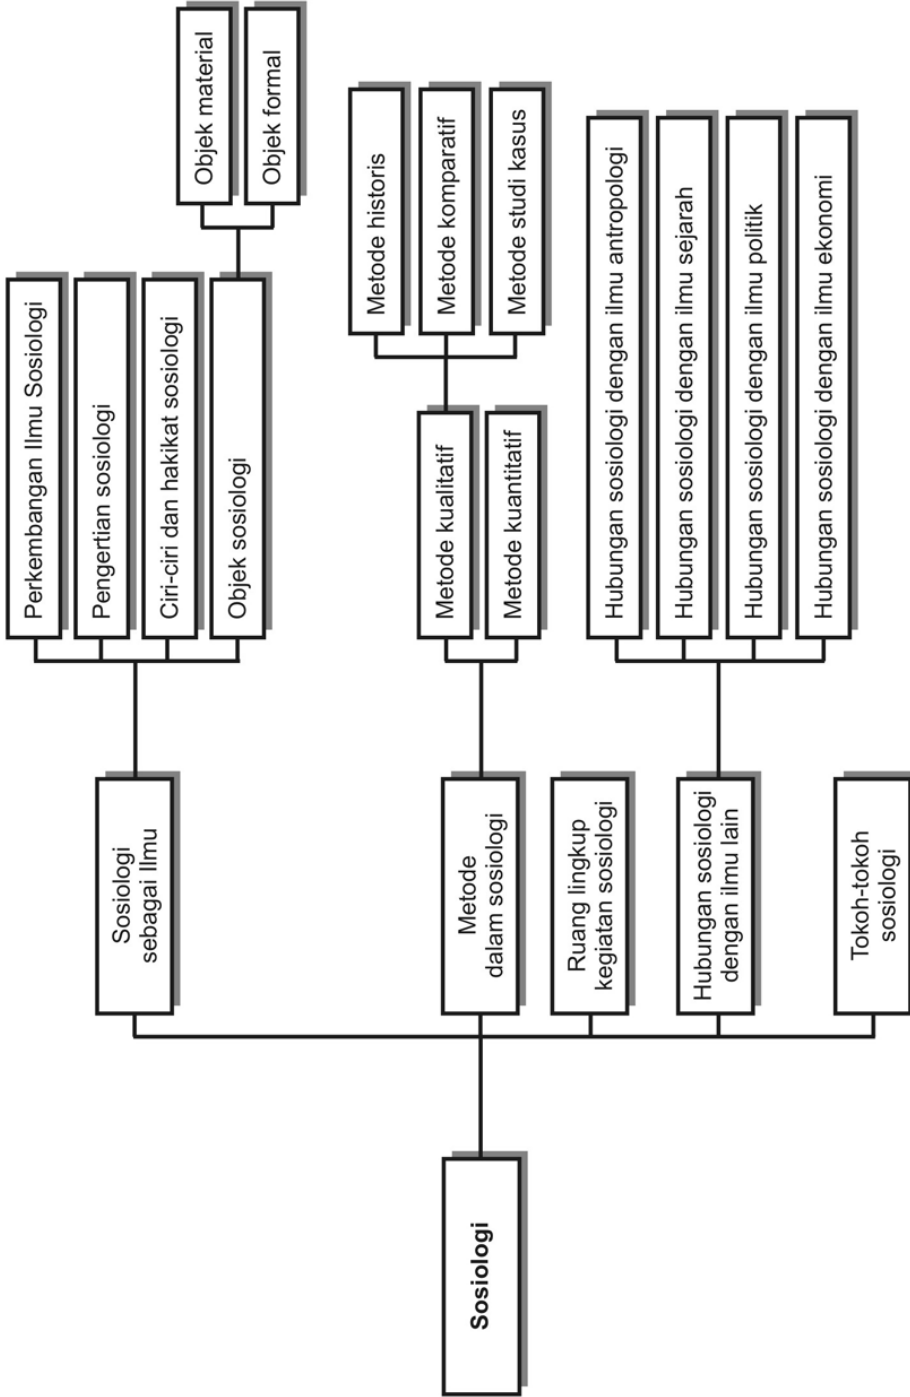 Sosiologi
Sosiologi
sebagai Ilmu
Perkembangan Ilmu Sosiologi
Pengertian sosiologi
Ciri-ciri dan hakikat sosiologi
Objek sosiologi
Objek material
Objek formal
Metode
dalam sosiologi
Metode kualitatif
Metode historis
Metode komparatif
Metode studi kasus
Metode kuantitatif
Ruang lingkup
kegiatan sosiologi
Hubungan sosiologi
dengan ilmu lain
Hubungan sosiologi dengan ilmu antropologi
Hubungan sosiologi dengan ilmu sejarah
Hubungan sosiologi dengan ilmu politik
Hubungan sosiologi dengan ilmu ekonomi
Tokoh-tokoh
sosiologi